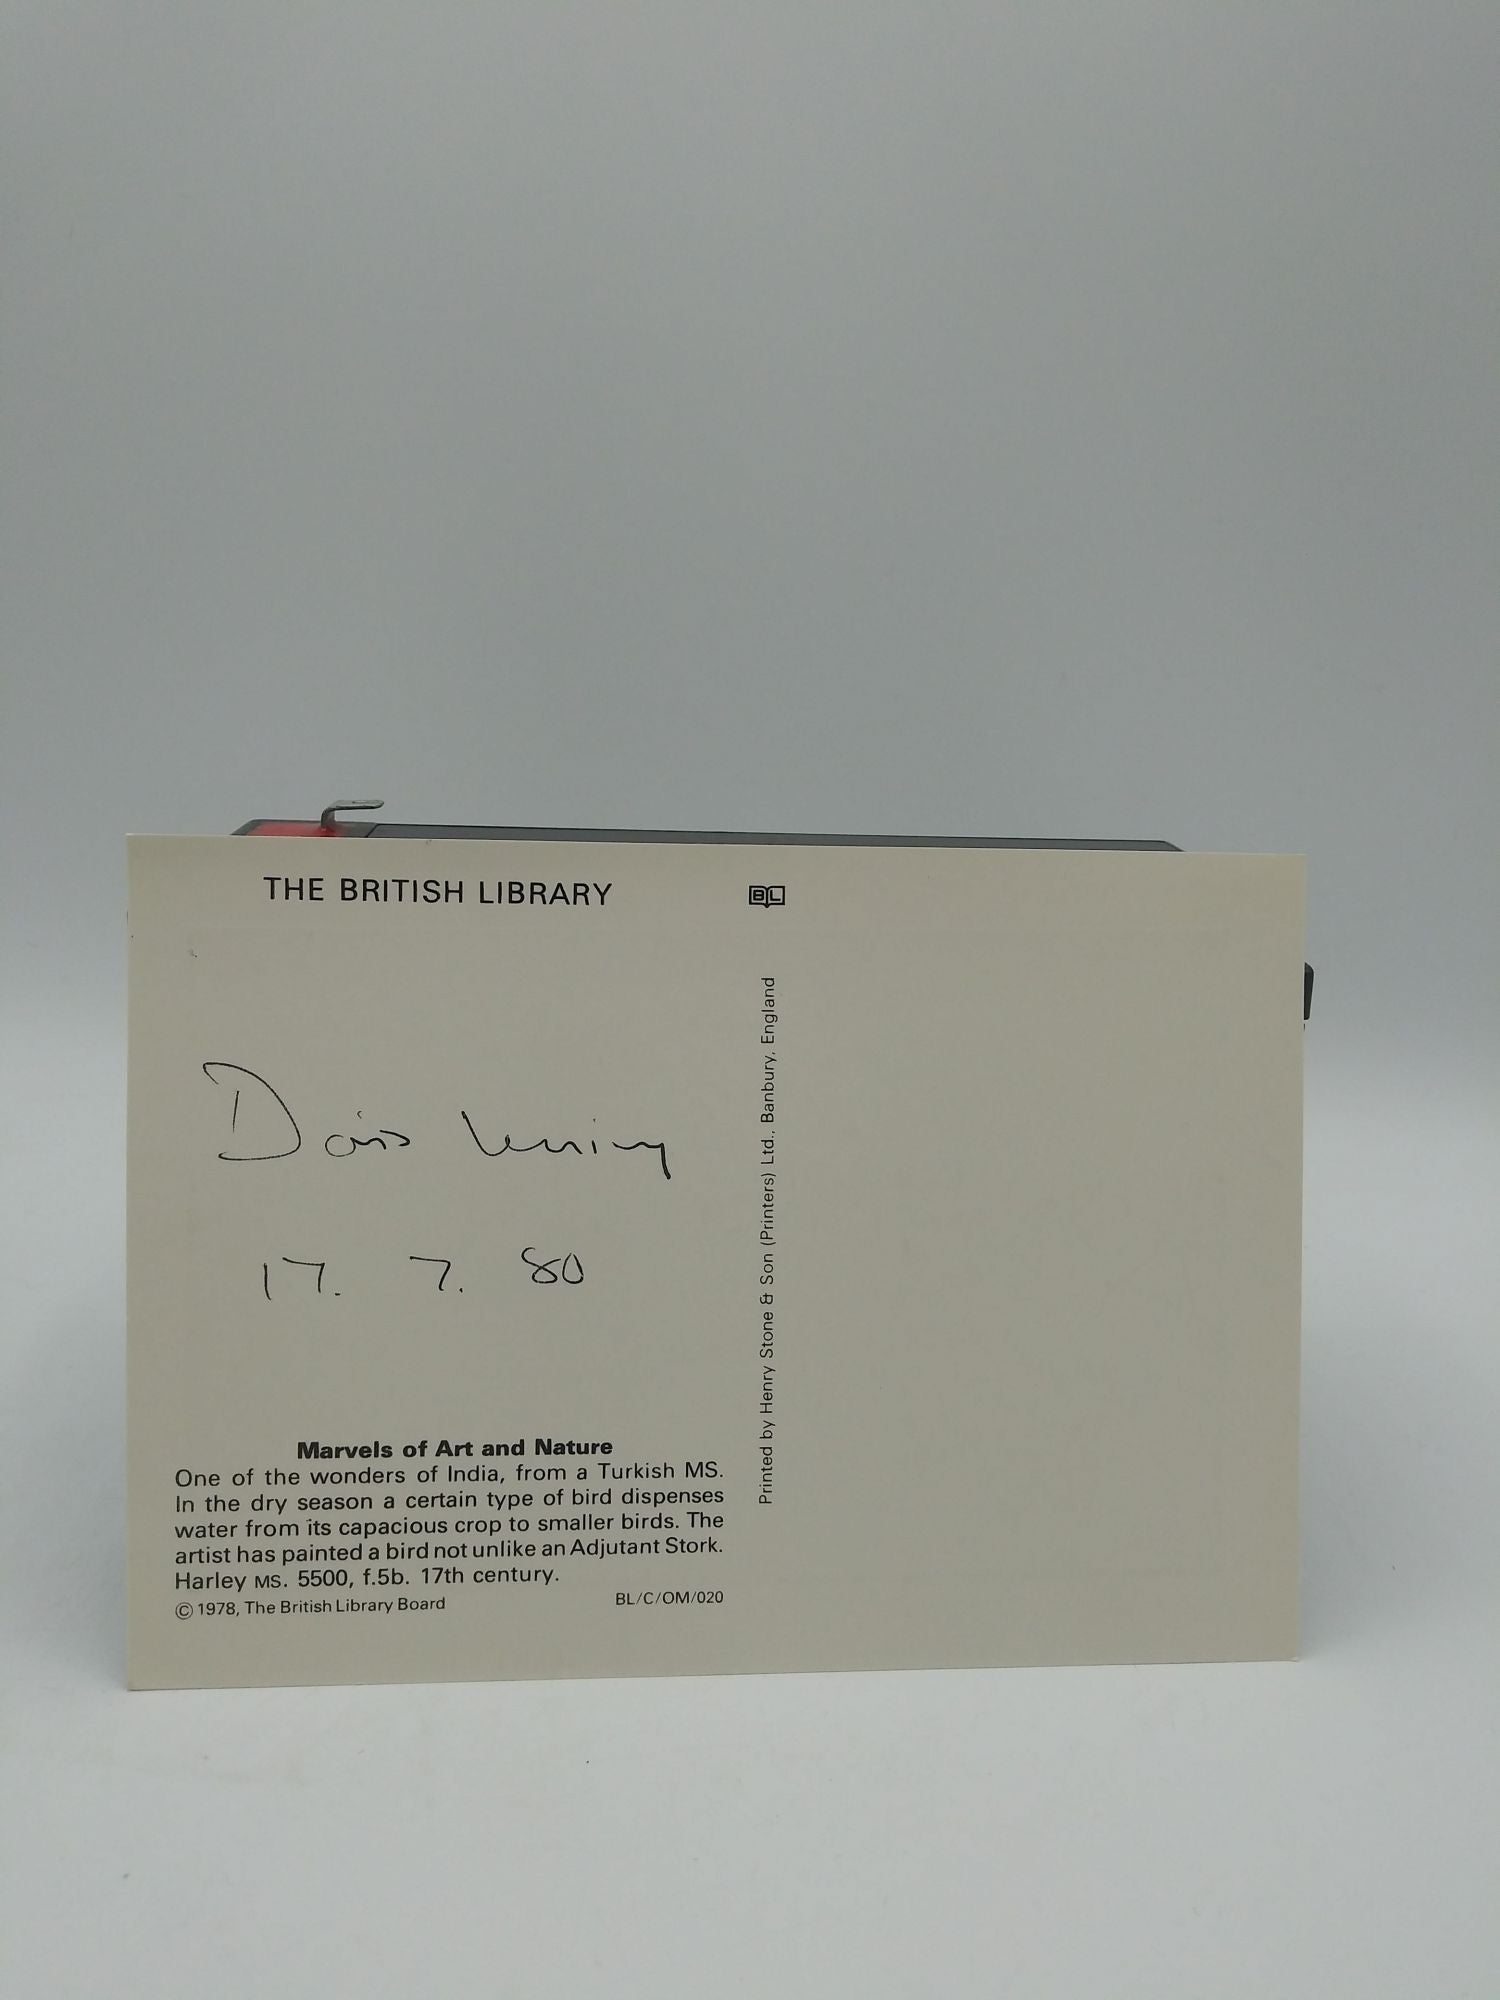 THE BRITISH LIBRARY
BL
Doris Lessing
17. 7. 80
Marvels of Art and Nature
One of the wonders of India, from a Turkish MS.
In the dry season a certain type of bird dispenses
water from its capacious crop to smaller birds. The
artist has painted a bird not unlike an Adjutant Stork.
Harley MS. 5500, f.5b. 17th century.
© 1978, The British Library Board BL/C/OM/020
Printed by Henry Stone & Son (Printers) Ltd., Banbury, England